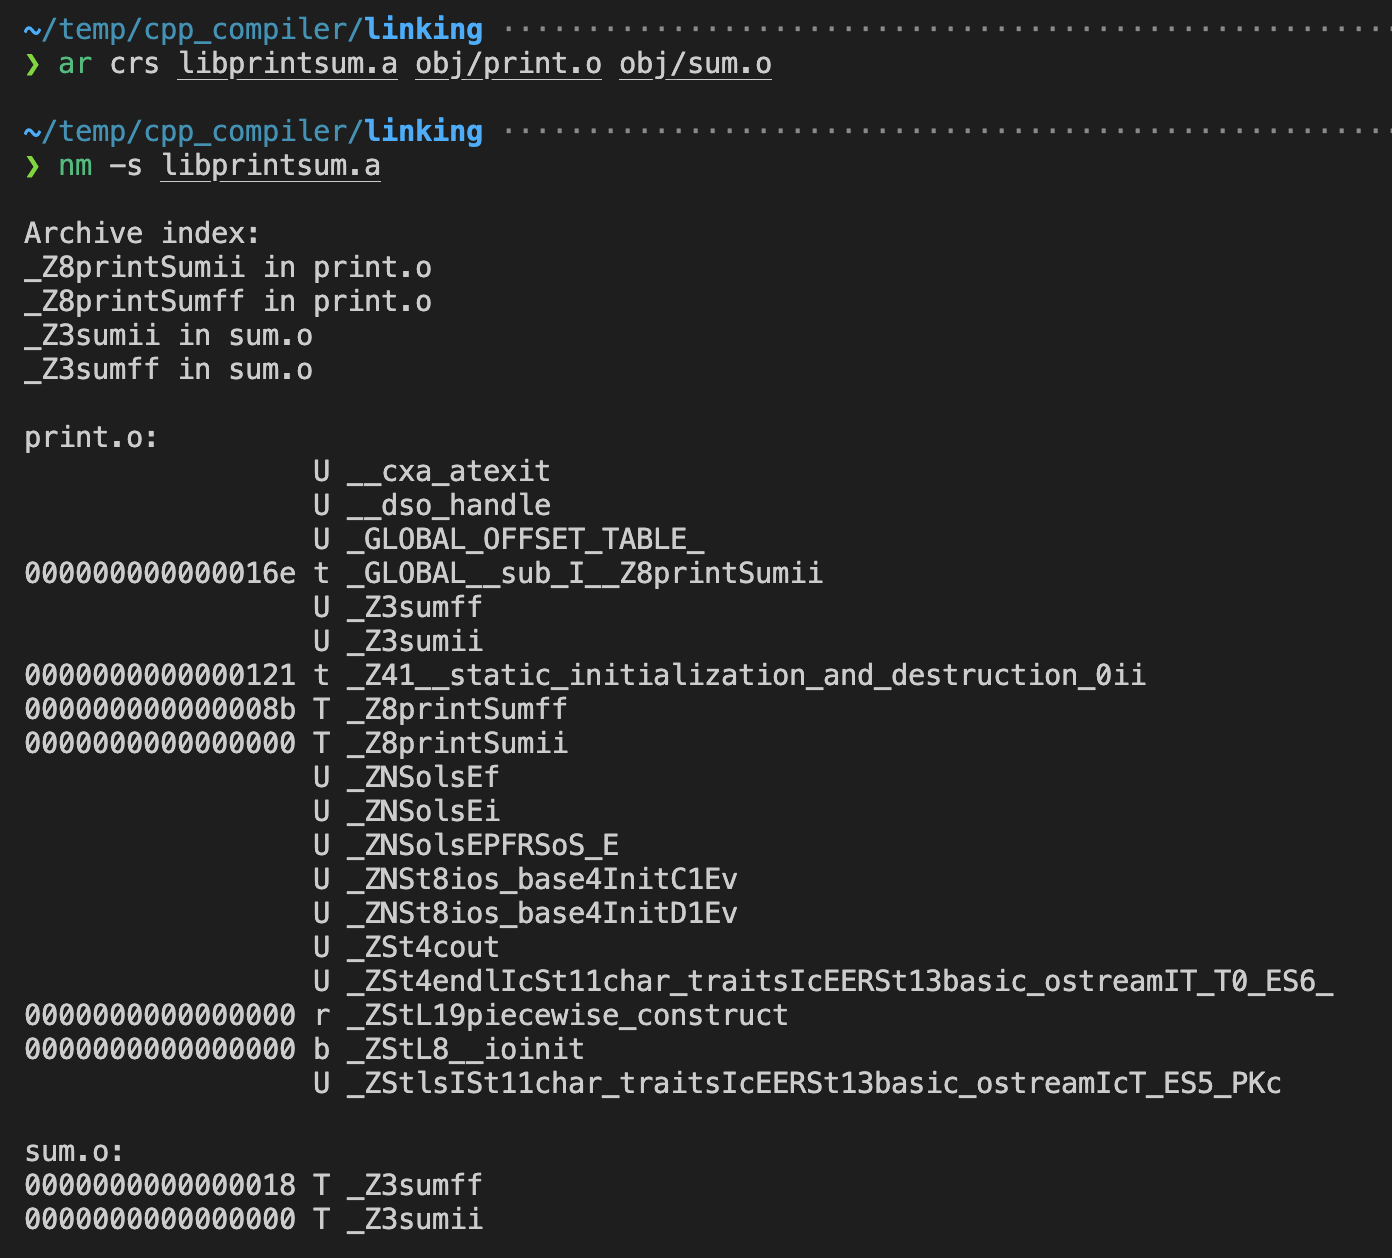 ~/temp/cpp_compiler/linking
❯ ar crs libprintsum.a obj/print.o obj/sum.o
~/temp/cpp_compiler/linking
❯ nm -s libprintsum.a
Archive index:
_Z8printSumii in print.o
_Z8printSumff in print.o
_Z3sumii in sum.o
_Z3sumff in sum.o
print.o:
U __cxa_atexit
U __dso_handle
U _GLOBAL_OFFSET_TABLE_
000000000000016e t _GLOBAL__sub_I__Z8printSumii
U _Z3sumff
U _Z3sumii
0000000000000121 t _Z41__static_initialization_and_destruction_0ii
000000000000008b T _Z8printSumff
0000000000000000 T _Z8printSumii
U _ZNSolsEf
U _ZNSolsEi
U _ZNSolsEPFRSoS_E
U _ZNSt8ios_base4InitC1Ev
U _ZNSt8ios_base4InitD1Ev
U _ZSt4cout
U _ZSt4endlIcSt11char_traitsIcEERSt13basic_ostreamIT_T0_ES6_
0000000000000000 r _ZStL19piecewise_construct
0000000000000000 b _ZStL8__ioinit
U _ZStlsISt11char_traitsIcEERSt13basic_ostreamIcT_ES5_PKc
sum.o:
0000000000000018 T _Z3sumff
0000000000000000 T _Z3sumii